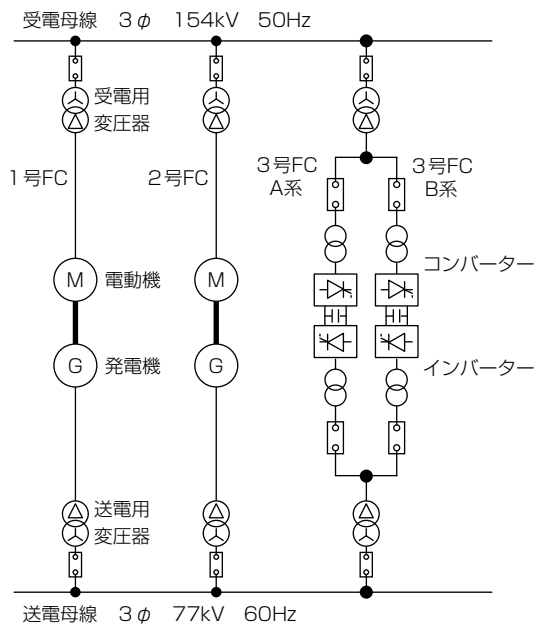 受電母線 3φ 154kV 50Hz
受電用
変圧器
1号FC
2号FC
3号FC
A系
3号FC
B系
コンバーター
M
電動機
M
G
発電機
G
インバーター
送電用
変圧器
送電母線 3φ 77kV 60Hz